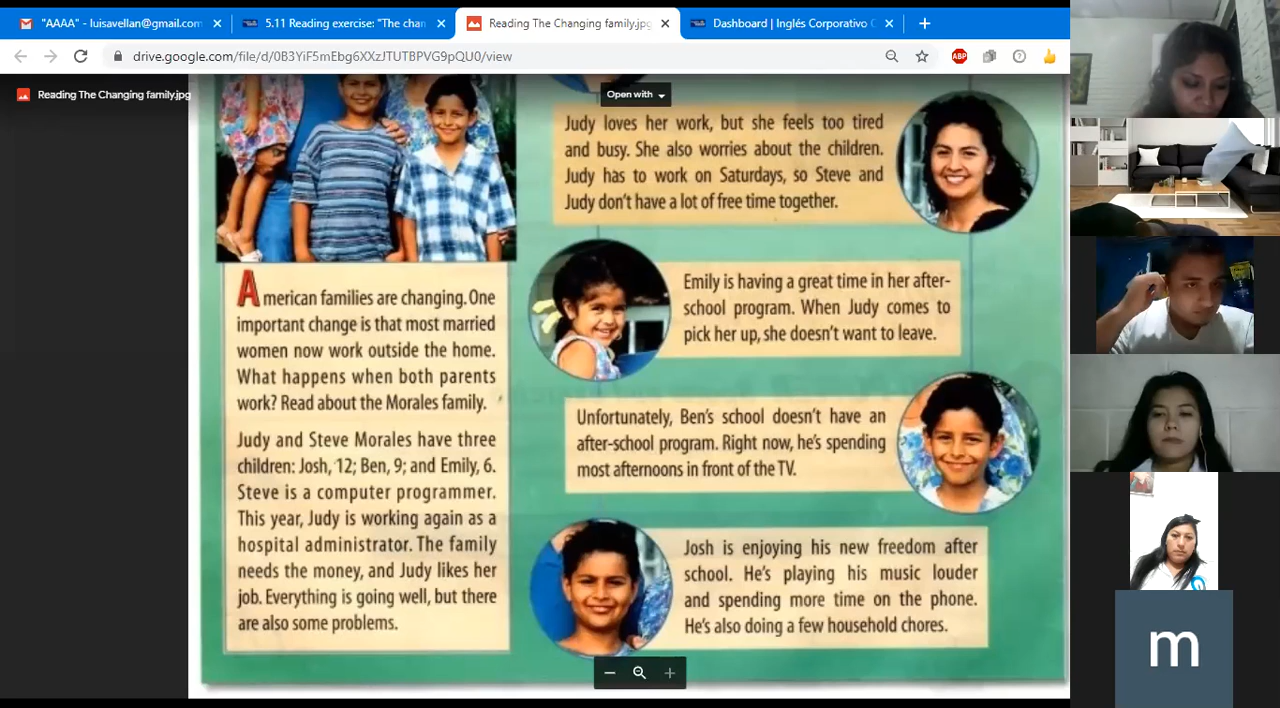 "AAAA" - luisavellan@gmail.com
5.11 Reading exercise: "The chan
Reading The Changing family.jpg
Dashboard | Inglés Corporativo
drive.google.com/file/d/0B3YiF5mEbg6XXzJTUTBPVG9pQU0/view
ABP
Reading The Changing family.jpg
Open with
Judy loves her work, but she feels too tired
and busy. She also worries about the children.
Judy has to work on Saturdays, so Steve and
Judy don't have a lot of free time together.
American families are changing. One
important change is that most married
women now work outside the home.
What happens when both parents
work? Read about the Morales family.
Judy and Steve Morales have three
children: Josh, 12; Ben, 9; and Emily, 6.
Steve is a computer programmer.
This year, Judy is working again as a
hospital administrator. The family
needs the money, and Judy likes her
job. Everything is going well, but there
are also some problems.
Emily is having a great time in her after-
school program. When Judy comes to
pick her up, she doesn't want to leave.
Unfortunately, Ben's school doesn't have an
after-school program. Right now, he's spending
most afternoons in front of the TV.
Josh is enjoying his new freedom after
school. He's playing his music louder
and spending more time on the phone.
He's also doing a few household chores.
m